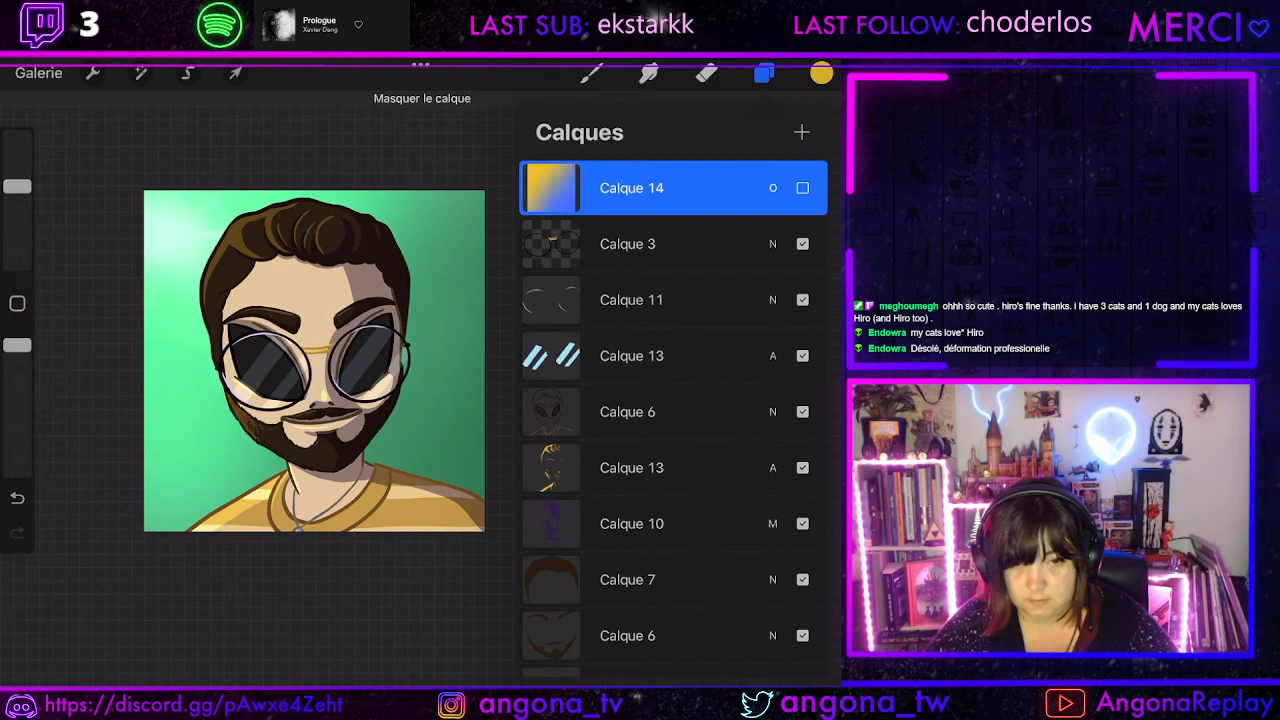 3
Prologue
Xavier Dang
LAST SUB: ekstarkk
LAST FOLLOW: choderlos
MERCI
Galerie
Masquer le calque
Calques
Calque 14 O
Calque 3 N
Calque 11 N
Calque 13 A
Calque 6 N
Calque 13 A
Calque 10 M
Calque 7 N
Calque 6 N
meghoumegh ohhh so cute . hiro's fine thanks. i have 3 cats and 1 dog and my cats loves
Hiro (and Hiro too) .
Endowra my cats love* Hiro
Endowra Désolé, déformation professionelle
https://discord.gg/pAwxe4Zeht
angona_tv
angona_tw
AngonaReplay